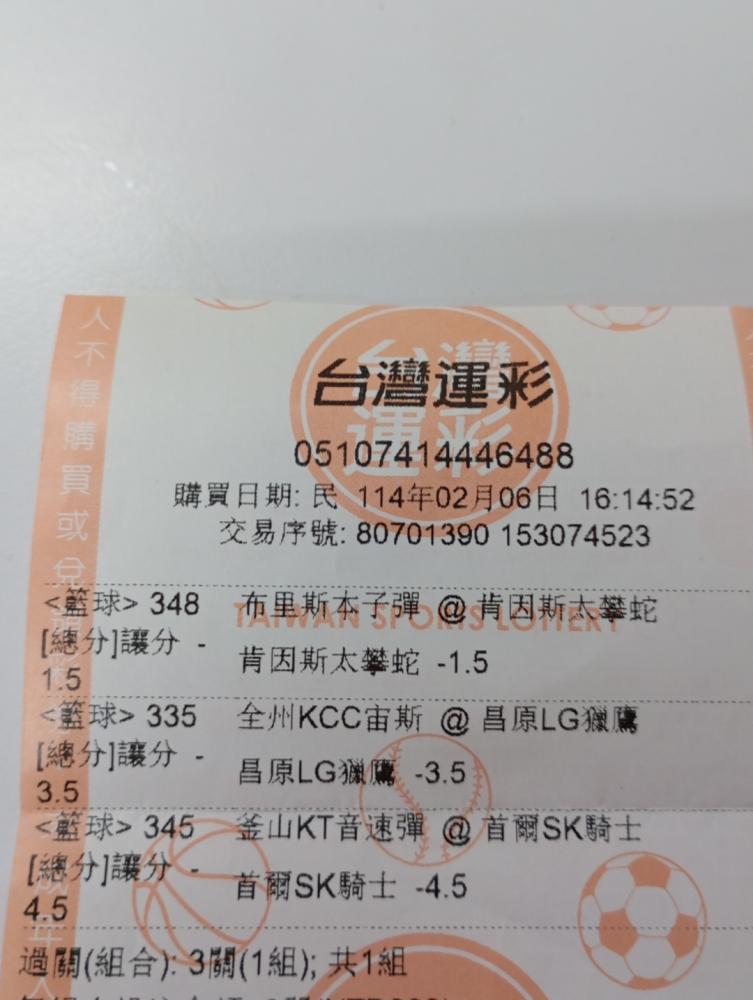 台灣運彩
05107414446488
購買日期: 民 114年02月06日 16:14:52
交易序號: 80701390 153074523
TAIWAN SPORTS LOTTERY
<籃球> 348 布里斯本子彈 @ 肯因斯太攀蛇
[總分]讓分 -1.5 肯因斯太攀蛇 -1.5
<籃球> 335 全州KCC宙斯 @ 昌原LG獵鷹
[總分]讓分 -3.5 昌原LG獵鷹 -3.5
<籃球> 345 釜山KT音速彈 @ 首爾SK騎士
[總分]讓分 -4.5 首爾SK騎士 -4.5
過關(組合): 3關(1組); 共1組
人不得購買或兌